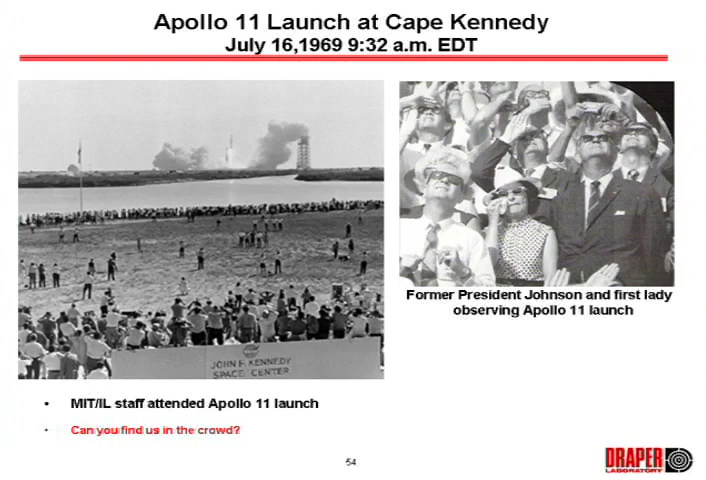 Apollo 11 Launch at Cape Kennedy
July 16,1969 9:32 a.m. EDT
JOHN F. KENNEDY
SPACE CENTER
Former President Johnson and first lady
observing Apollo 11 launch
• MIT/IL staff attended Apollo 11 launch
• Can you find us in the crowd?
54
DRAPER
LABORATORY